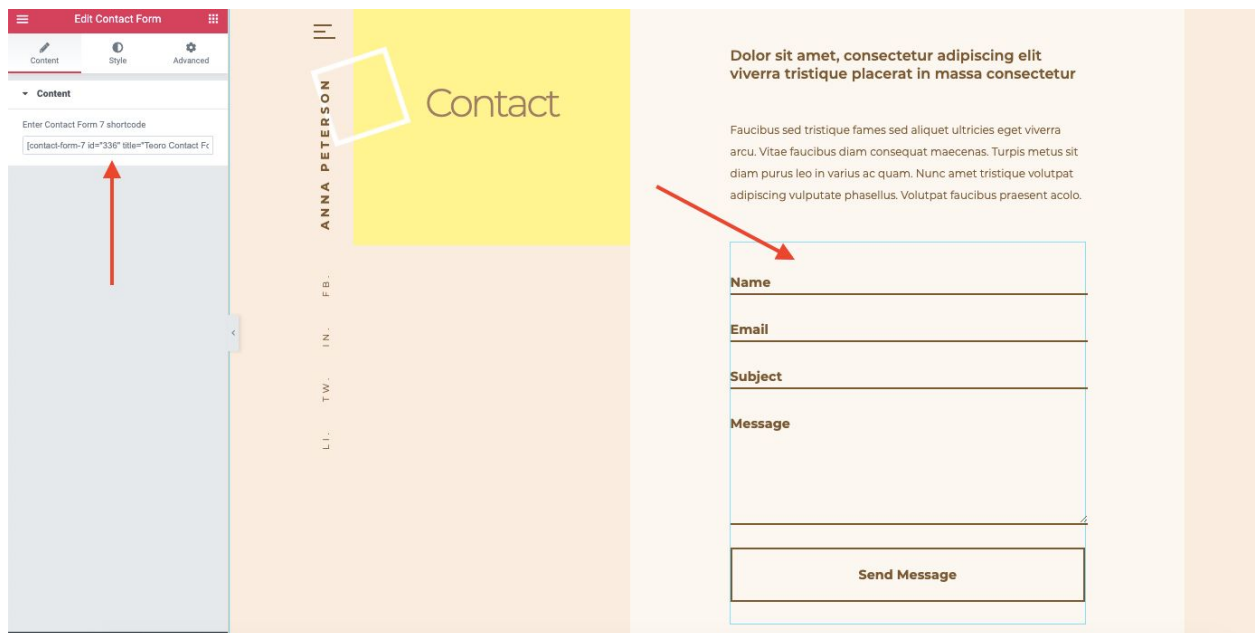 Edit Contact Form
Content
Style
Advanced
Content
Enter Contact Form 7 shortcode
[contact-form-7 id="336" title="Teoro Contact Fo
ANNA PETERSON
FB.
IN.
TW.
LI.
Contact
Dolor sit amet, consectetur adipiscing elit
viverra tristique placerat in massa consectetur
Faucibus sed tristique fames sed aliquet ultricies eget viverra
arcu. Vitae faucibus diam consequat maecenas. Turpis metus sit
diam purus leo in varius ac quam. Nunc amet tristique volutpat
adipiscing vulputate phasellus. Volutpat faucibus praesent acolo.
Name
Email
Subject
Message
Send Message